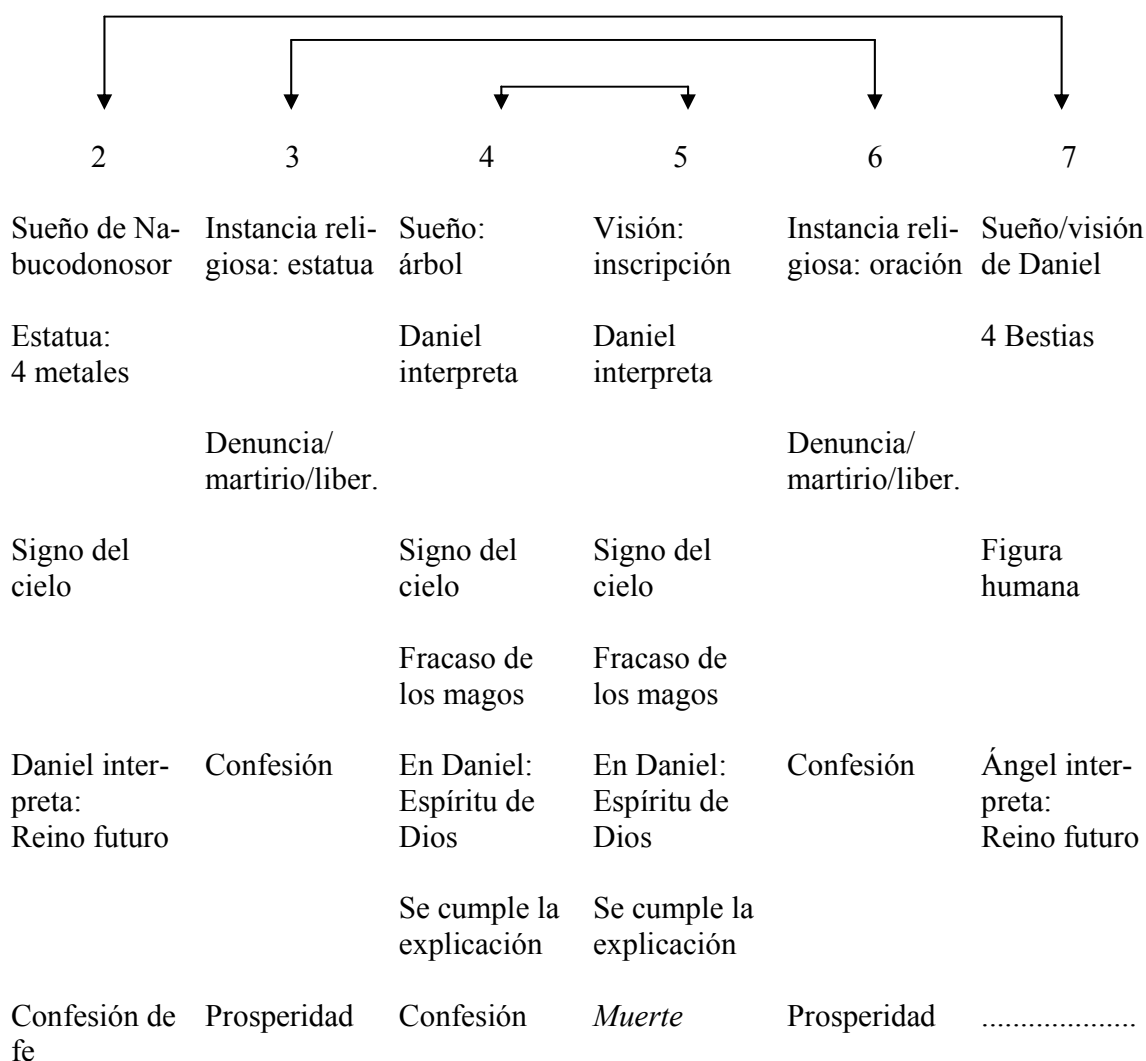 2 3 4 5 6 7
Sueño de Na- Instancia reli- Sueño: Visión: Instancia reli- Sueño/visión
bucodonosor giosa: estatua árbol inscripción giosa: oración de Daniel
Estatua: Daniel Daniel 4 Bestias
4 metales interpreta interpreta
Denuncia/ Denuncia/
martirio/liber. martirio/liber.
Signo del Signo del Signo del Figura
cielo cielo cielo humana
Fracaso de Fracaso de
los magos los magos
Daniel inter- Confesión En Daniel: En Daniel: Confesión Ángel inter-
preta: Espíritu de Espíritu de preta:
Reino futuro Dios Dios Reino futuro
Se cumple la Se cumple la
explicación explicación
Confesión de Prosperidad Confesión Muerte Prosperidad ....................
fe